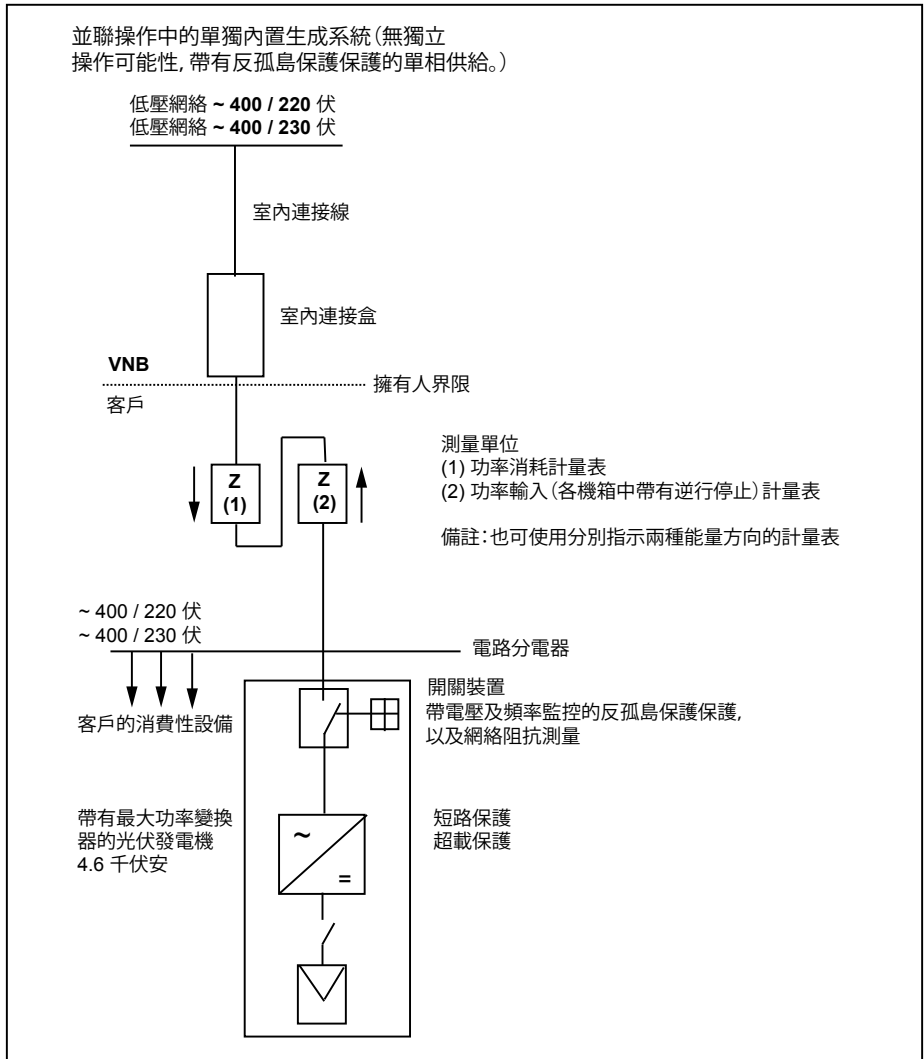 並聯操作中的單獨內置生成系統(無獨立
操作可能性, 帶有反孤島保護保護的單相供給。)
低壓網絡 ~ 400 / 220 伏
低壓網絡 ~ 400 / 230 伏
室內連接線
室內連接盒
VNB
擁有人界限
客戶
測量單位
(1) 功率消耗計量表
(2) 功率輸入(各機箱中帶有逆行停止)計量表
備註:也可使用分別指示兩種能量方向的計量表
Z
(1)
Z
(2)
~ 400 / 220 伏
~ 400 / 230 伏
電路分電器
客戶的消費性設備
開關裝置
帶電壓及頻率監控的反孤島保護保護,
以及網絡阻抗測量
帶有最大功率變換
器的光伏發電機
4.6 千伏安
短路保護
超載保護
~
=